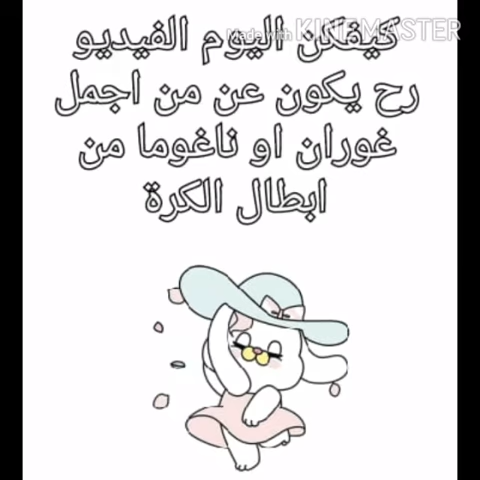 كيفكن اليوم الفيديو
Made with KINEMASTER
رح يكون عن من اجمل
غوران او ناغوما من
ابطال الكرة